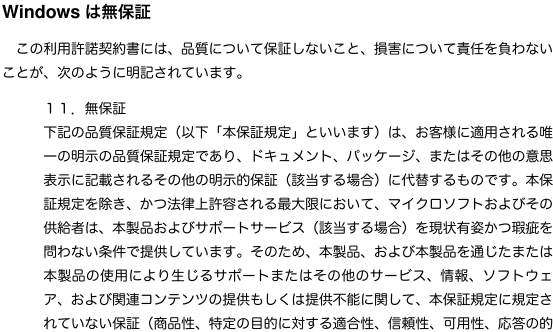 Windows は無保証
この利用許諾契約書には、品質について保証しないこと、損害について責任を負わない
ことが、次のように明記されています。
１１．無保証
下記の品質保証規定（以下「本保証規定」といいます）は、お客様に適用される唯
一の明示の品質保証規定であり、ドキュメント、パッケージ、またはその他の意思
表示に記載されるその他の明示的保証（該当する場合）に代替するものです。本保
証規定を除き、かつ法律上許容される最大限において、マイクロソフトおよびその
供給者は、本製品およびサポートサービス（該当する場合）を現状有姿かつ瑕疵を
問わない条件で提供しています。そのため、本製品、および本製品を通じたまたは
本製品の使用により生じるサポートまたはその他のサービス、情報、ソフトウェ
ア、および関連コンテンツの提供もしくは提供不能に関して、本保証規定に規定さ
れていない保証（商品性、特定の目的に対する適合性、信頼性、可用性、応答の的